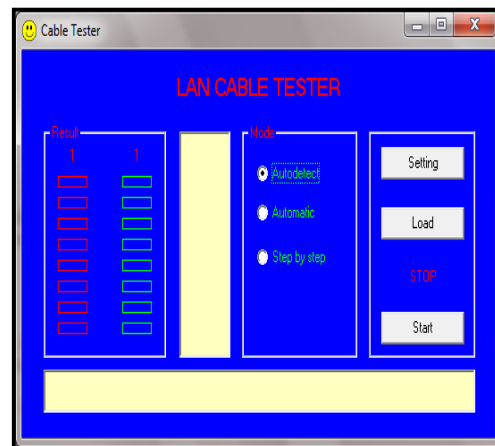 Cable Tester
LAN CABLE TESTER
Result
1 1
Mode
Autodetect
Automatic
Step by step
Setting
Load
STOP
Start